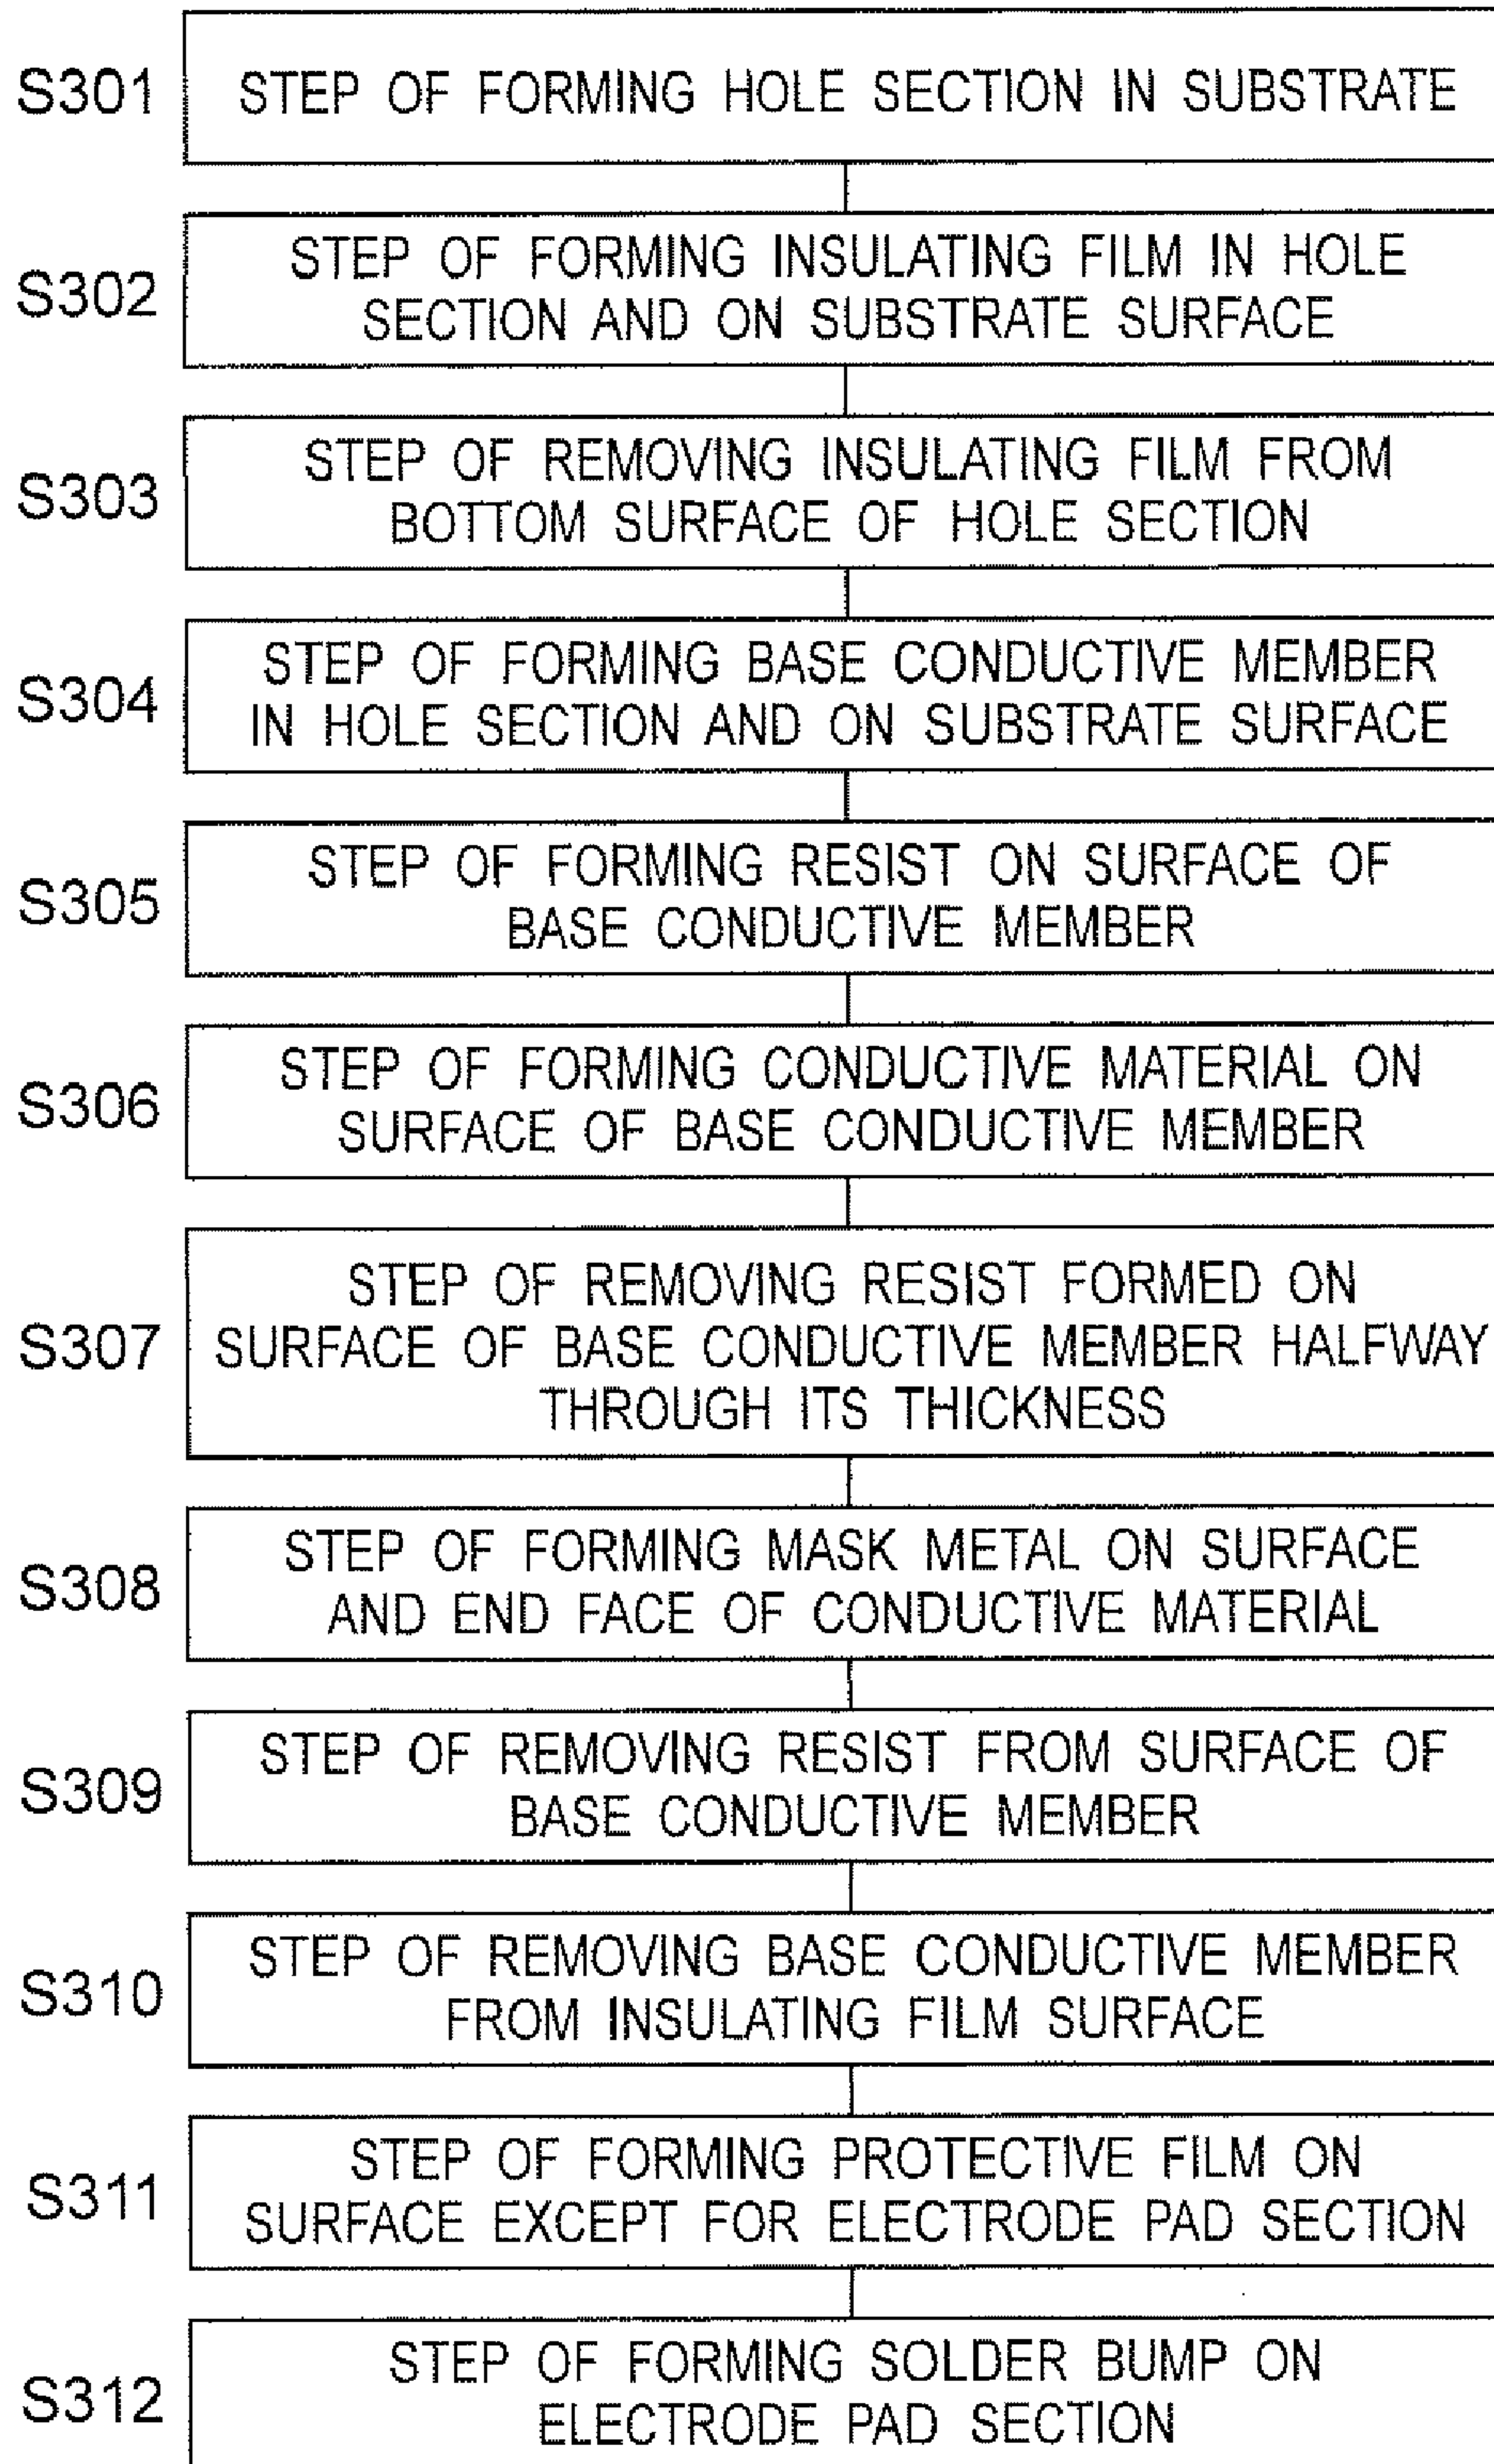 S301 STEP OF FORMING HOLE SECTION IN SUBSTRATE
S302 STEP OF FORMING INSULATING FILM IN HOLE
SECTION AND ON SUBSTRATE SURFACE
S303 STEP OF REMOVING INSULATING FILM FROM
BOTTOM SURFACE OF HOLE SECTION
S304 STEP OF FORMING BASE CONDUCTIVE MEMBER
IN HOLE SECTION AND ON SUBSTRATE SURFACE
S305 STEP OF FORMING RESIST ON SURFACE OF
BASE CONDUCTIVE MEMBER
S306 STEP OF FORMING CONDUCTIVE MATERIAL ON
SURFACE OF BASE CONDUCTIVE MEMBER
S307 STEP OF REMOVING RESIST FORMED ON
SURFACE OF BASE CONDUCTIVE MEMBER HALFWAY
THROUGH ITS THICKNESS
S308 STEP OF FORMING MASK METAL ON SURFACE
AND END FACE OF CONDUCTIVE MATERIAL
S309 STEP OF REMOVING RESIST FROM SURFACE OF
BASE CONDUCTIVE MEMBER
S310 STEP OF REMOVING BASE CONDUCTIVE MEMBER
FROM INSULATING FILM SURFACE
S311 STEP OF FORMING PROTECTIVE FILM ON
SURFACE EXCEPT FOR ELECTRODE PAD SECTION
S312 STEP OF FORMING SOLDER BUMP ON
ELECTRODE PAD SECTION